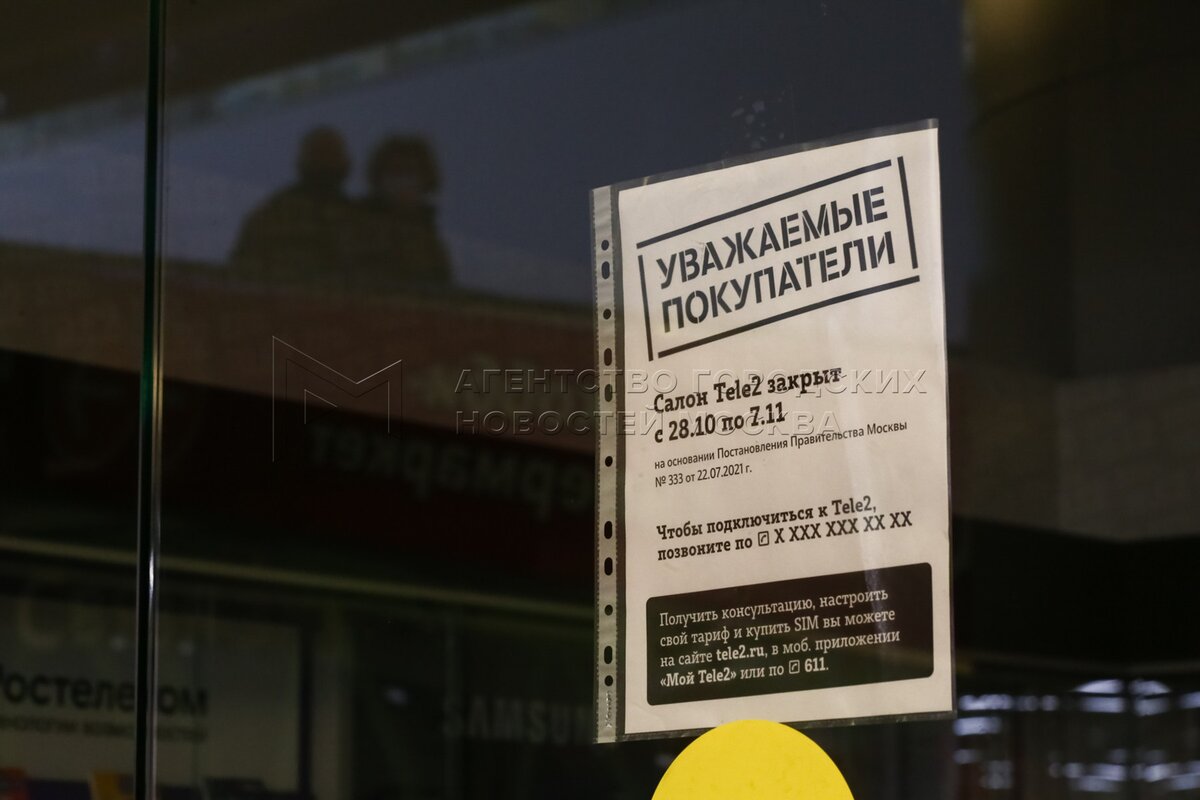 УВАЖАЕМЫЕ
ПОКУПАТЕЛИ
Салон Tele2 закрыт
с 28.10 по 7.11
на основании Постановления Правительства Москвы
№ 333 от 22.07.2021 г.
Чтобы подключиться к Tele2,
позвоните по X XXX XXX XX XX
Получить консультацию, настроить
свой тариф и купить SIM вы можете
на сайте tele2.ru, в моб. приложении
«Мой Tele2» или по 611.
АГЕНТСТВО ГОРОДСКИХ
НОВОСТЕЙ МОСКВА
Ростелеком
SAMSUN